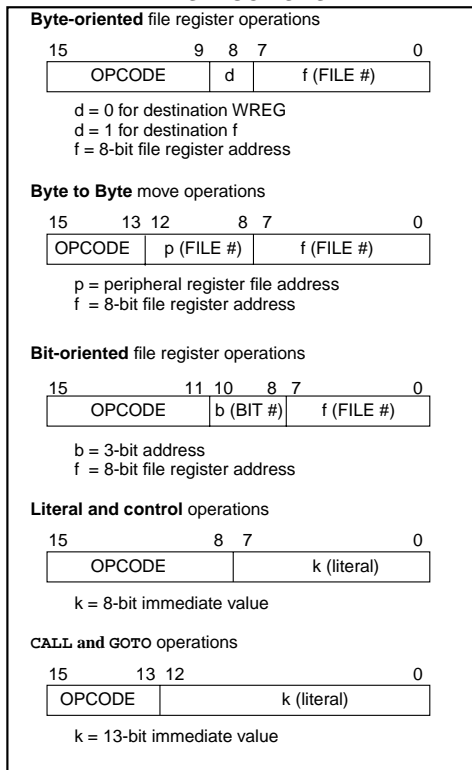 Byte-oriented file register operations
15 9 8 7 0
OPCODE d f (FILE #)
d = 0 for destination WREG
d = 1 for destination f
f = 8-bit file register address
Byte to Byte move operations
15 13 12 8 7 0
OPCODE p (FILE #) f (FILE #)
p = peripheral register file address
f = 8-bit file register address
Bit-oriented file register operations
15 11 10 8 7 0
OPCODE b (BIT #) f (FILE #)
b = 3-bit address
f = 8-bit file register address
Literal and control operations
15 8 7 0
OPCODE k (literal)
k = 8-bit immediate value
CALL and GOTO operations
15 13 12 0
OPCODE k (literal)
k = 13-bit immediate value